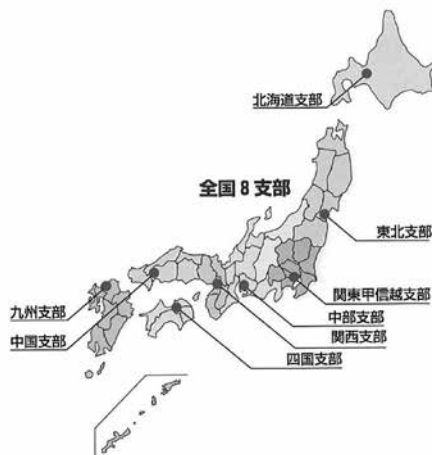 北海道支部
全国8支部
東北支部
関東甲信越支部
九州支部
中部支部
中国支部
関西支部
四国支部